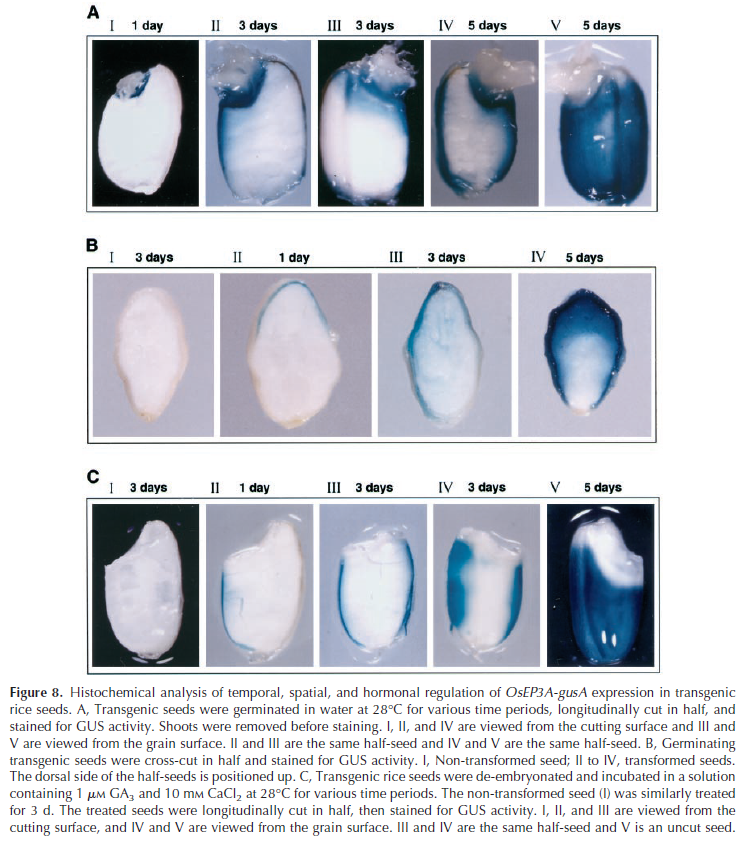 A
I 1 day II 3 days III 3 days IV 5 days V 5 days
B
I 3 days II 1 day III 3 days IV 5 days
C
I 3 days II 1 day III 3 days IV 3 days V 5 days
Figure 8. Histochemical analysis of temporal, spatial, and hormonal regulation of OsEP3A-gusA expression in transgenic
rice seeds. A, Transgenic seeds were germinated in water at 28°C for various time periods, longitudinally cut in half, and
stained for GUS activity. Shoots were removed before staining. I, II, and IV are viewed from the cutting surface and III and
V are viewed from the grain surface. II and III are the same half-seed and IV and V are the same half-seed. B, Germinating
transgenic seeds were cross-cut in half and stained for GUS activity. I, Non-transformed seed; II to IV, transformed seeds.
The dorsal side of the half-seeds is positioned up. C, Transgenic rice seeds were de-embryonated and incubated in a solution
containing 1 μM GA₃ and 10 mM CaCl₂ at 28°C for various time periods. The non-transformed seed (I) was similarly treated
for 3 d. The treated seeds were longitudinally cut in half, then stained for GUS activity. I, II, and III are viewed from the
cutting surface, and IV and V are viewed from the grain surface. III and IV are the same half-seed and V is an uncut seed.